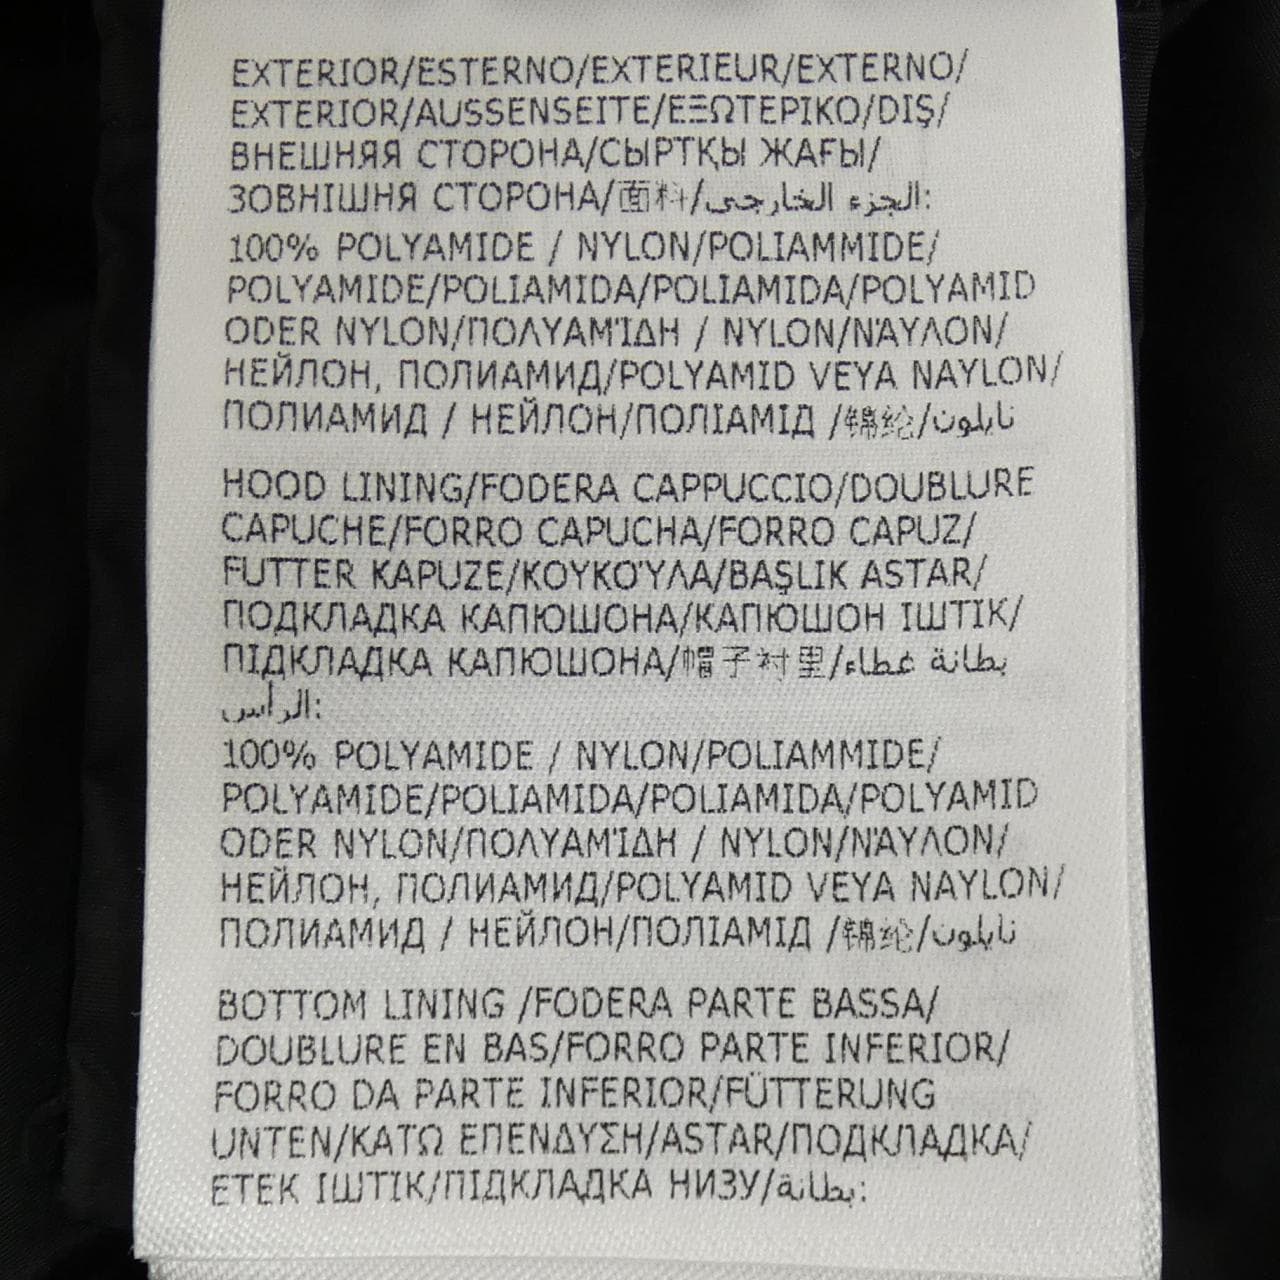 EXTERIOR/ESTERNO/EXTERIEUR/EXTERNO/
EXTERIOR/AUSSENSEITE/ΕΞΩΤΕΡΙΚΟ/DIŞ/
ВНЕШНЯЯ СТОРОНА/СЫРТҚЫ ЖАҒЫ/
ЗОВНІШНЯ СТОРОНА/面料/الجزء الخارجى:
100% POLYAMIDE / NYLON/POLIAMMIDE/
POLYAMIDE/POLIAMIDA/POLIAMIDA/POLYAMID
ODER NYLON/ΠΟΛΥΑΜΊΔΗ / NYLON/ΝΆΥΛΟΝ/
НЕЙЛОН, ПОЛИАМИД/POLYAMID VEYA NAYLON/
ПОЛИАМИД / НЕЙЛОН/ПОЛІАМІД /锦纶/نايلون
HOOD LINING/FODERA CAPPUCCIO/DOUBLURE
CAPUCHE/FORRO CAPUCHA/FORRO CAPUZ/
FUTTER KAPUZE/ΚΟΥΚΟΎΛΑ/BAŞLIK ASTAR/
ПОДКЛАДКА КАПЮШОНА/КАПЮШОН ІШТІК/
ПІДКЛАДКА КАПЮШОНА/帽子衬里/بطانة غطاء
الرأس:
100% POLYAMIDE / NYLON/POLIAMMIDE/
POLYAMIDE/POLIAMIDA/POLIAMIDA/POLYAMID
ODER NYLON/ΠΟΛΥΑΜΊΔΗ / NYLON/ΝΆΥΛΟΝ/
НЕЙЛОН, ПОЛИАМИД/POLYAMID VEYA NAYLON/
ПОЛИАМИД / НЕЙЛОН/ПОЛІАМІД /锦纶/نايلون
BOTTOM LINING /FODERA PARTE BASSA/
DOUBLURE EN BAS/FORRO PARTE INFERIOR/
FORRO DA PARTE INFERIOR/FÜTTERUNG
UNTEN/ΚΑΤΩ ΕΠΕΝΔΥΣΗ/ASTAR/ПОДКЛАДКА/
ЕТЕК ІШТІК/ПІДКЛАДКА НИЗУ/بطانة: